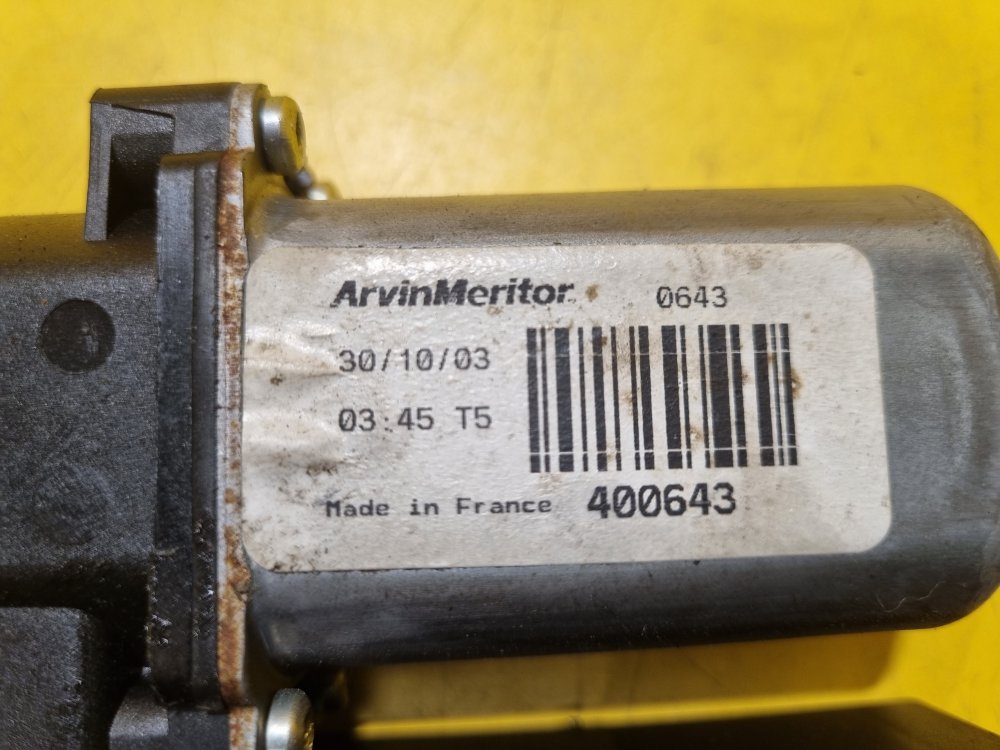 ArvinMeritor 0643
30/10/03
03:45 T5
Made in France 400643